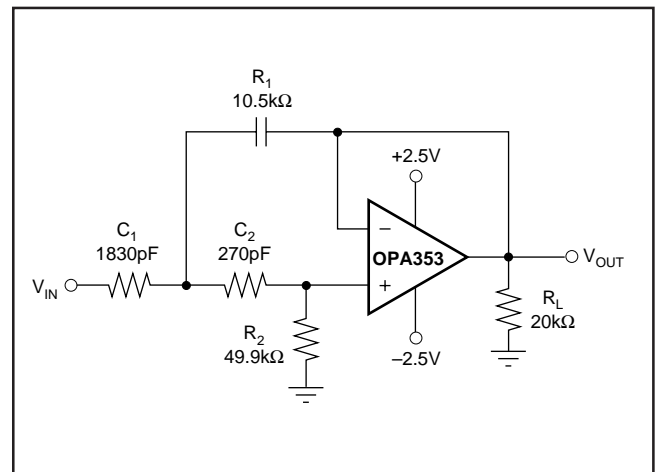 R1
10.5kΩ
+2.5V
C1
1830pF
C2
270pF
−
OPA353
+
VIN
VOUT
R2
49.9kΩ
RL
20kΩ
–2.5V